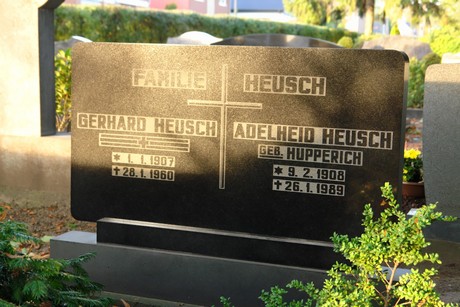 FAMILIE HEUSCH
GERHARD HEUSCH
* 1. 1. 1907
† 28. 1. 1960
ADELHEID HEUSCH
GEB. HUPPERICH
* 9. 2. 1908
† 26. 1. 1989